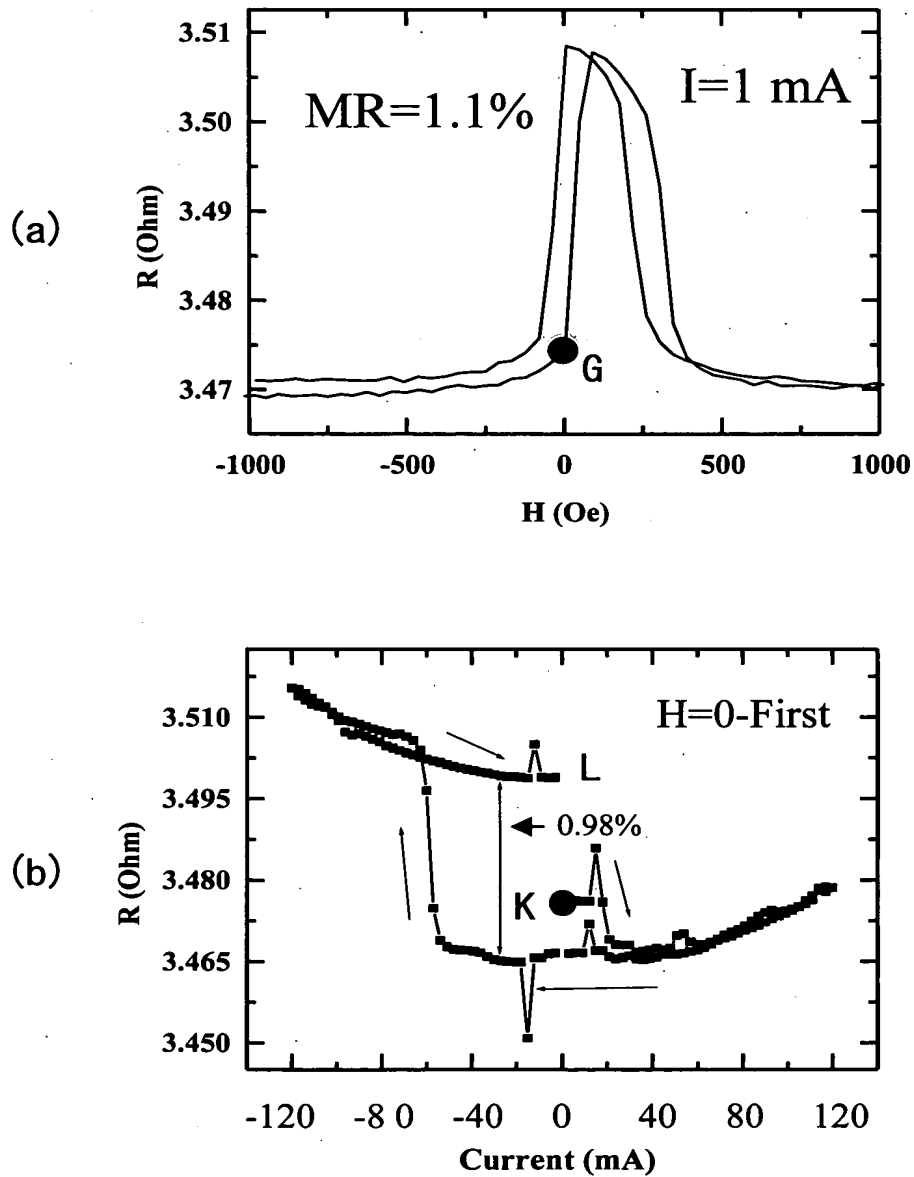 (a)
R (Ohm)
3.51
3.50
3.49
3.48
3.47
MR=1.1%
I=1 mA
G
-1000
-500
0
500
1000
H (Oe)
(b)
R (Ohm)
3.510
3.495
3.480
3.465
3.450
H=0-First
L
0.98%
K
-120
-8 0
-40
0
40
80
120
Current (mA)